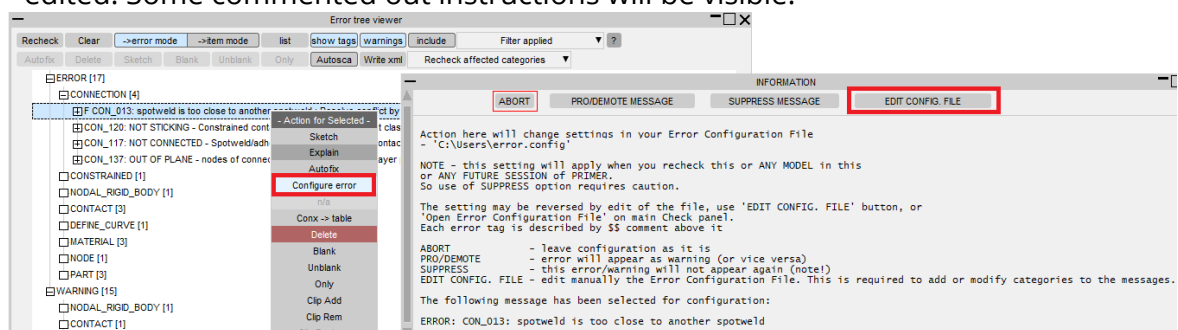 edited. Some commented out instructions will be visible.
Error tree viewer
Recheck Clear ->error mode ->item mode list show tags warnings include Filter applied ?
Autofix Delete Sketch Blank Unblank Only Autosca Write xml Recheck affected categories
ERROR [17]
CONNECTION [4]
F CON_013: spotweld is too close to another
CON_120: NOT STICKING - Constrained cont
CON_117: NOT CONNECTED - Spotweld/adh
CON_137: OUT OF PLANE - nodes of connec
CONSTRAINED [1]
NODAL_RIGID_BODY [1]
CONTACT [3]
DEFINE_CURVE [1]
MATERIAL [3]
NODE [1]
PART [3]
WARNING [15]
NODAL_RIGID_BODY [1]
CONTACT [1]
- Action for Selected -
Sketch
Explain
Autofix
Configure error
n/a
Conx -> table
Delete
Blank
Unblank
Only
Clip Add
Clip Rem
INFORMATION
ABORT PRO/DEMOTE MESSAGE SUPPRESS MESSAGE EDIT CONFIG. FILE
Action here will change settings in your Error Configuration File
- 'C:\Users\error.config'
NOTE - this setting will apply when you recheck this or ANY MODEL in this
or ANY FUTURE SESSION of PRIMER.
So use of SUPPRESS option requires caution.
The setting may be reversed by edit of the file, use 'EDIT CONFIG. FILE' button, or
'Open Error Configuration File' on main Check panel.
Each error tag is described by $$ comment above it
ABORT - leave configuration as it is
PRO/DEMOTE - error will appear as warning (or vice versa)
SUPPRESS - this error/warning will not appear again (note!)
EDIT CONFIG. FILE - edit manually the Error Configuration File. This is required to add or modify categories to the messages.
The following message has been selected for configuration:
ERROR: CON_013: spotweld is too close to another spotweld